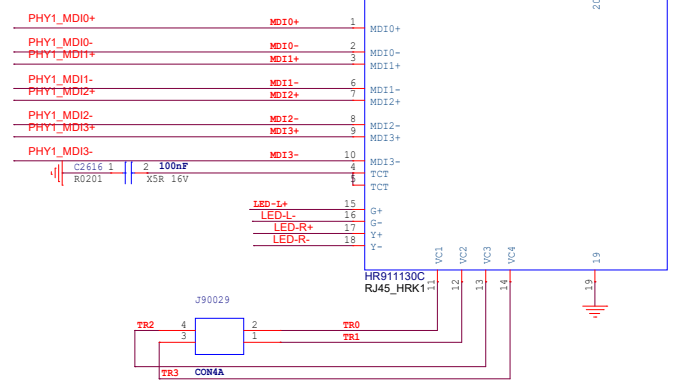 20
PHY1_MDI0+ MDI0+ 1 MDI0+
PHY1_MDI0- MDI0- 2 MDI0-
PHY1_MDI1+ MDI1+ 3 MDI1+
PHY1_MDI1- MDI1- 6 MDI1-
PHY1_MDI2+ MDI2+ 7 MDI2+
PHY1_MDI2- MDI2- 8 MDI2-
PHY1_MDI3+ MDI3+ 9 MDI3+
PHY1_MDI3- MDI3- 10 MDI3-
C2616 1 2 100nF 4 TCT
R0201 X5R 16V 5 TCT
LED-L+ 15 G+
LED-L- 16 G-
LED-R+ 17 Y+
LED-R- 18 Y-
VC1 VC2 VC3 VC4 19
HR911130C
RJ45_HRK1
11 12 13 14 19
J90029
TR2 4 2 TR0
3 1 TR1
TR3 CON4A